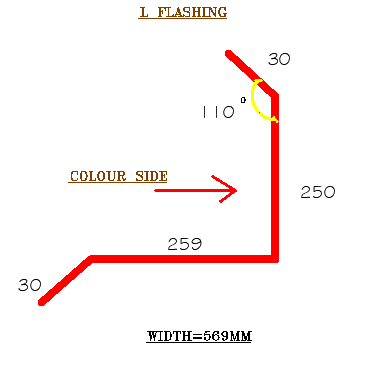 L FLASHING
30
110°
COLOUR SIDE
250
259
30
WIDTH=569MM